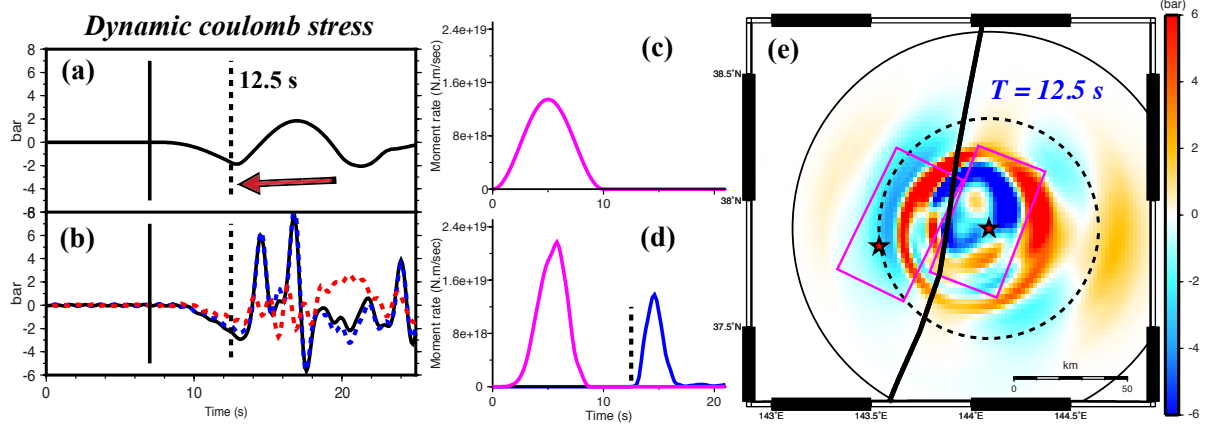 Dynamic coulomb stress
(a)
12.5 s
bar
8
6
4
2
0
-2
-4
-6
(b)
bar
-8
6
4
2
0
-2
-4
-6
0
10
20
Time (s)
(c)
Moment rate (N.m/sec)
2.4e+19
1.6e+19
8e+18
0
(d)
Moment rate (N.m/sec)
2.4e+19
1.6e+19
8e+18
0
0
10
20
Time (s)
(e)
T = 12.5 s
38.5°N
38°N
37.5°N
143°E
143.5°E
144°E
144.5°E
km
0
50
(bar)
6
4
2
0
-2
-4
-6